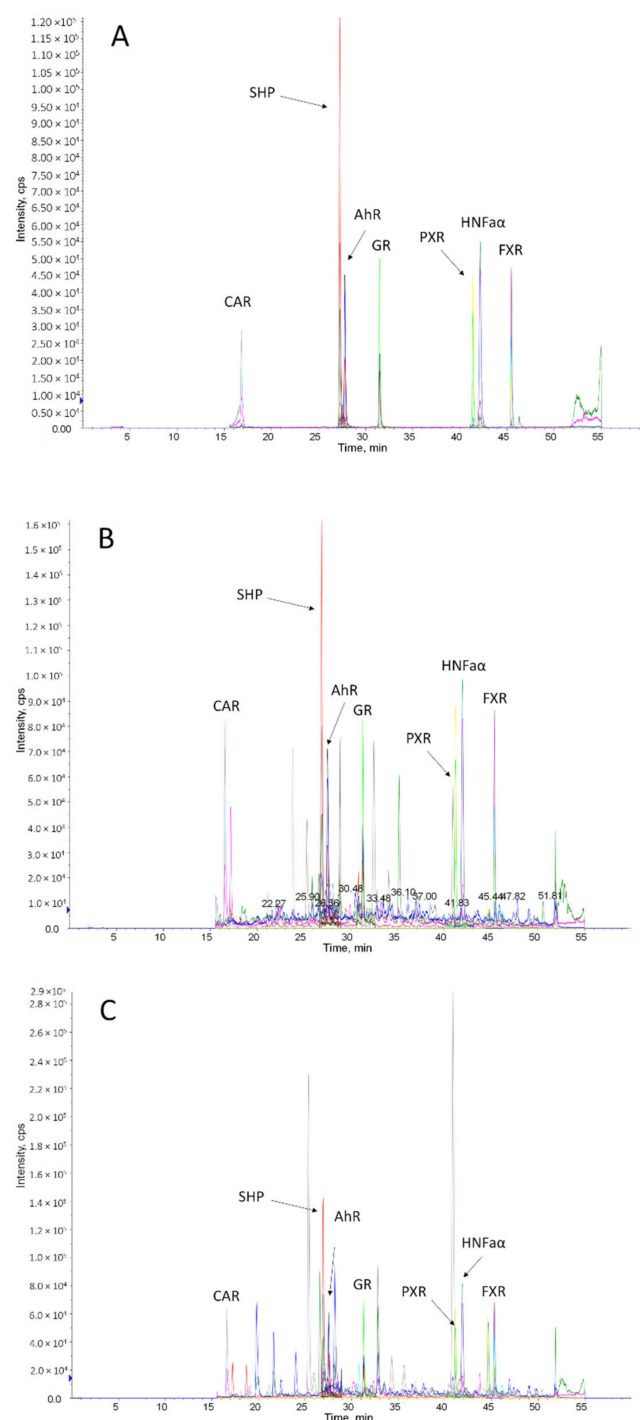 A
1.20 ×10⁵
1.15 ×10⁵
1.10 ×10⁵
1.05 ×10⁵
1.00 ×10⁵
9.50 ×10⁴
9.00 ×10⁴
8.50 ×10⁴
8.00 ×10⁴
7.50 ×10⁴
7.00 ×10⁴
6.50 ×10⁴
6.00 ×10⁴
5.50 ×10⁴
5.00 ×10⁴
4.50 ×10⁴
4.00 ×10⁴
3.50 ×10⁴
3.00 ×10⁴
2.50 ×10⁴
2.00 ×10⁴
1.50 ×10⁴
1.00 ×10⁴
0.50 ×10⁴
0.00
Intensity, cps
CAR
SHP
AhR
GR
PXR
HNFaα
FXR
5 10 15 20 25 30 35 40 45 50 55
Time, min
B
1.6 ×10⁵
1.5 ×10⁵
1.4 ×10⁵
1.3 ×10⁵
1.2 ×10⁵
1.1 ×10⁵
1.0 ×10⁵
9.0 ×10⁴
8.0 ×10⁴
7.0 ×10⁴
6.0 ×10⁴
5.0 ×10⁴
4.0 ×10⁴
3.0 ×10⁴
2.0 ×10⁴
1.0 ×10⁴
0.0
Intensity, cps
CAR
SHP
AhR
GR
PXR
HNFaα
FXR
22.27 25.90 30.48 33.48 36.10 37.00 41.83 45.44 47.82 51.81
5 10 15 20 25 30 35 40 45 50 55
Time, min
C
2.9 ×10⁵
2.8 ×10⁵
2.6 ×10⁵
2.4 ×10⁵
2.2 ×10⁵
2.0 ×10⁵
1.8 ×10⁵
1.6 ×10⁵
1.4 ×10⁵
1.2 ×10⁵
1.0 ×10⁵
8.0 ×10⁴
6.0 ×10⁴
4.0 ×10⁴
2.0 ×10⁴
0.0
Intensity, cps
CAR
SHP
AhR
GR
PXR
HNFaα
FXR
5 10 15 20 25 30 35 40 45 50 55
Time, min